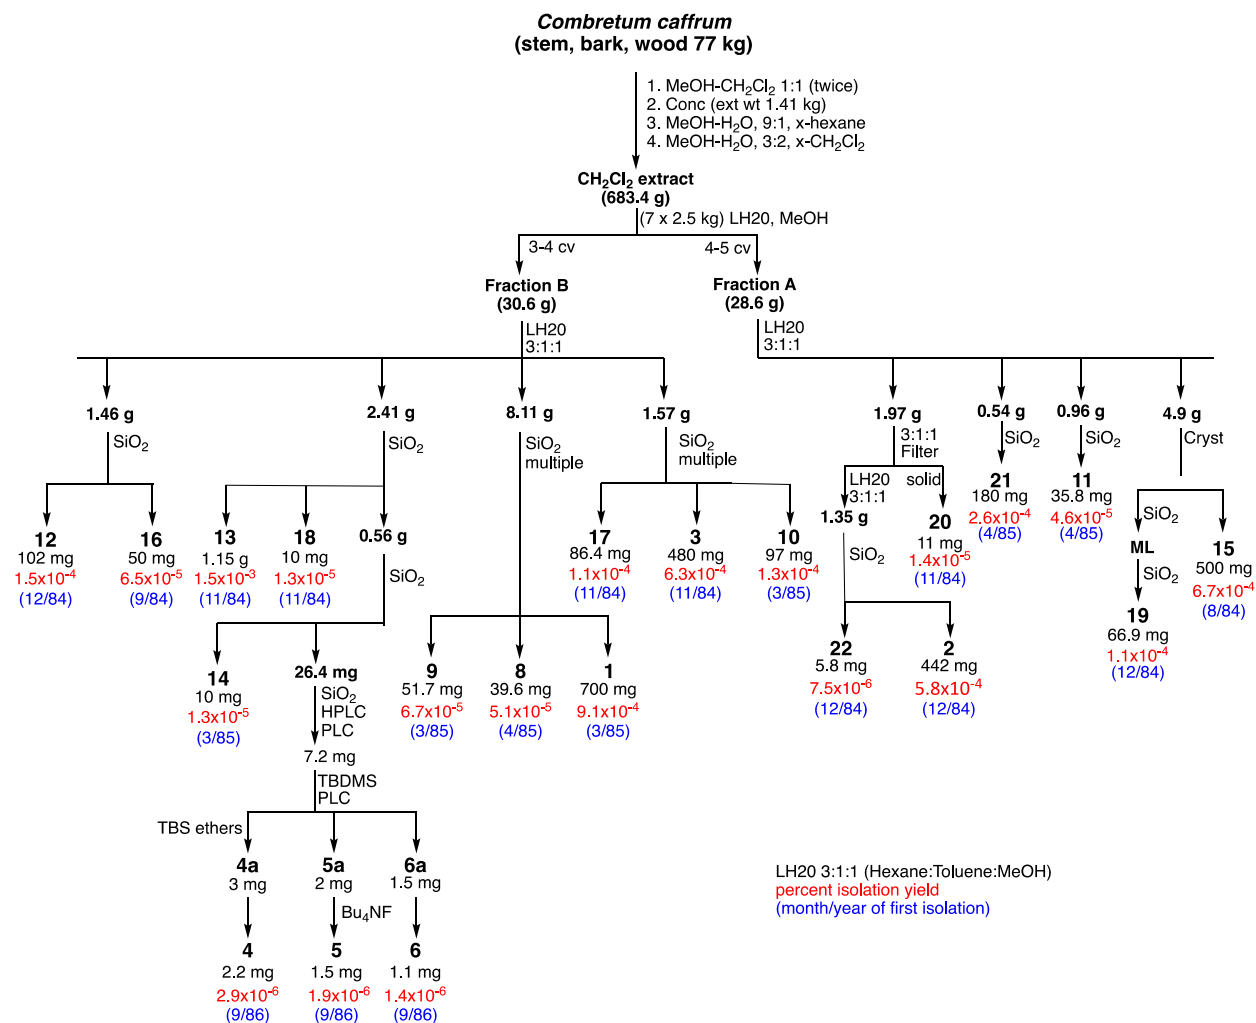 Combretum caffrum
(stem, bark, wood 77 kg)
1. MeOH-CH₂Cl₂ 1:1 (twice)
2. Conc (ext wt 1.41 kg)
3. MeOH-H₂O, 9:1, x-hexane
4. MeOH-H₂O, 3:2, x-CH₂Cl₂
CH₂Cl₂ extract
(683.4 g)
(7 x 2.5 kg) LH20, MeOH
3-4 cv
4-5 cv
Fraction B
(30.6 g)
Fraction A
(28.6 g)
LH20
3:1:1
LH20
3:1:1
1.46 g
2.41 g
8.11 g
1.57 g
1.97 g
0.54 g
0.96 g
4.9 g
SiO₂
SiO₂
SiO₂
multiple
SiO₂
multiple
3:1:1
Filter
SiO₂
SiO₂
Cryst
LH20
3:1:1
solid
12
102 mg
1.5x10⁻⁴
(12/84)
16
50 mg
6.5x10⁻⁵
(9/84)
13
1.15 g
1.5x10⁻³
(11/84)
18
10 mg
1.3x10⁻⁵
(11/84)
0.56 g
SiO₂
17
86.4 mg
1.1x10⁻⁴
(11/84)
3
480 mg
6.3x10⁻⁴
(11/84)
10
97 mg
1.3x10⁻⁴
(3/85)
1.35 g
SiO₂
20
11 mg
1.4x10⁻⁵
(11/84)
21
180 mg
2.6x10⁻⁴
(4/85)
11
35.8 mg
4.6x10⁻⁵
(4/85)
SiO₂
ML
SiO₂
19
66.9 mg
1.1x10⁻⁴
(12/84)
15
500 mg
6.7x10⁻⁴
(8/84)
14
10 mg
1.3x10⁻⁵
(3/85)
26.4 mg
SiO₂
HPLC
PLC
7.2 mg
TBDMS
PLC
9
51.7 mg
6.7x10⁻⁵
(3/85)
8
39.6 mg
5.1x10⁻⁵
(4/85)
1
700 mg
9.1x10⁻⁴
(3/85)
22
5.8 mg
7.5x10⁻⁶
(12/84)
2
442 mg
5.8x10⁻⁴
(12/84)
TBS ethers
4a
3 mg
5a
2 mg
6a
1.5 mg
Bu₄NF
4
2.2 mg
2.9x10⁻⁶
(9/86)
5
1.5 mg
1.9x10⁻⁶
(9/86)
6
1.1 mg
1.4x10⁻⁶
(9/86)
LH20 3:1:1 (Hexane:Toluene:MeOH)
percent isolation yield
(month/year of first isolation)